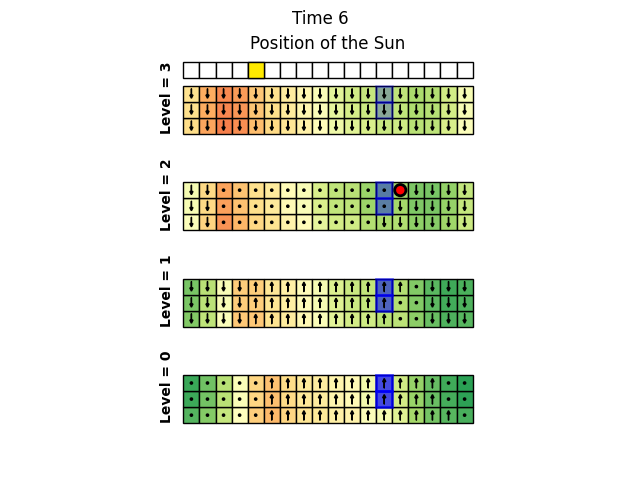 Time 6
Position of the Sun
Level = 3
Level = 2
Level = 1
Level = 0